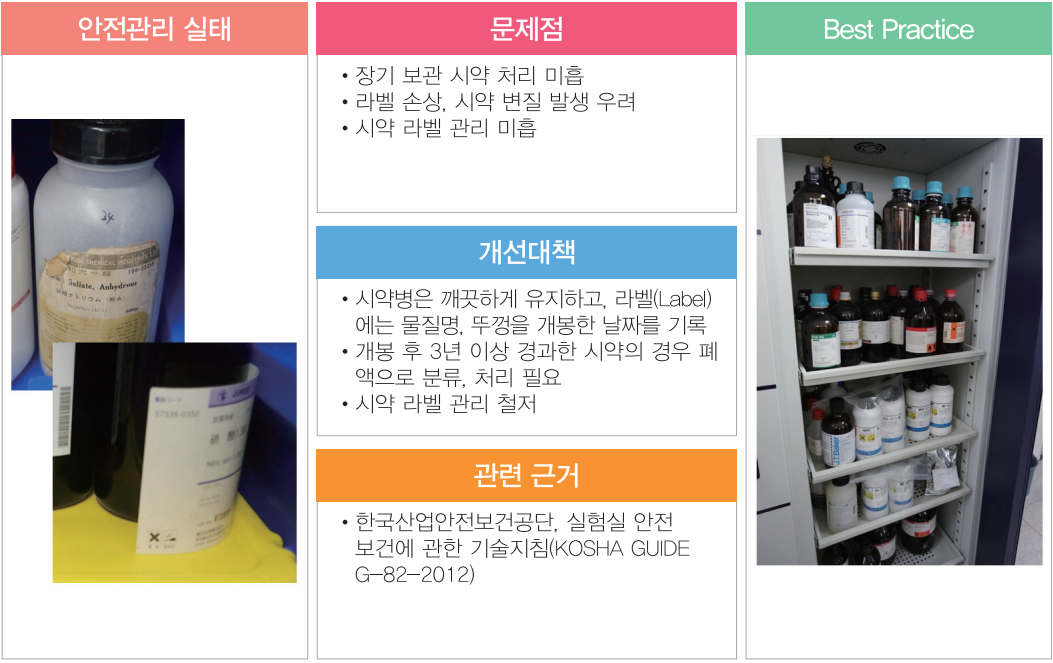 안전관리 실태
문제점
• 장기 보관 시약 처리 미흡
• 라벨 손상, 시약 변질 발생 우려
• 시약 라벨 관리 미흡
개선대책
• 시약병은 깨끗하게 유지하고, 라벨(Label)
에는 물질명, 뚜껑을 개봉한 날짜를 기록
• 개봉 후 3년 이상 경과한 시약의 경우 폐
액으로 분류, 처리 필요
• 시약 라벨 관리 철저
관련 근거
• 한국산업안전보건공단, 실험실 안전
보건에 관한 기술지침(KOSHA GUIDE
G-82-2012)
Best Practice
34
Sulfate, Anhydrous
37335-0350